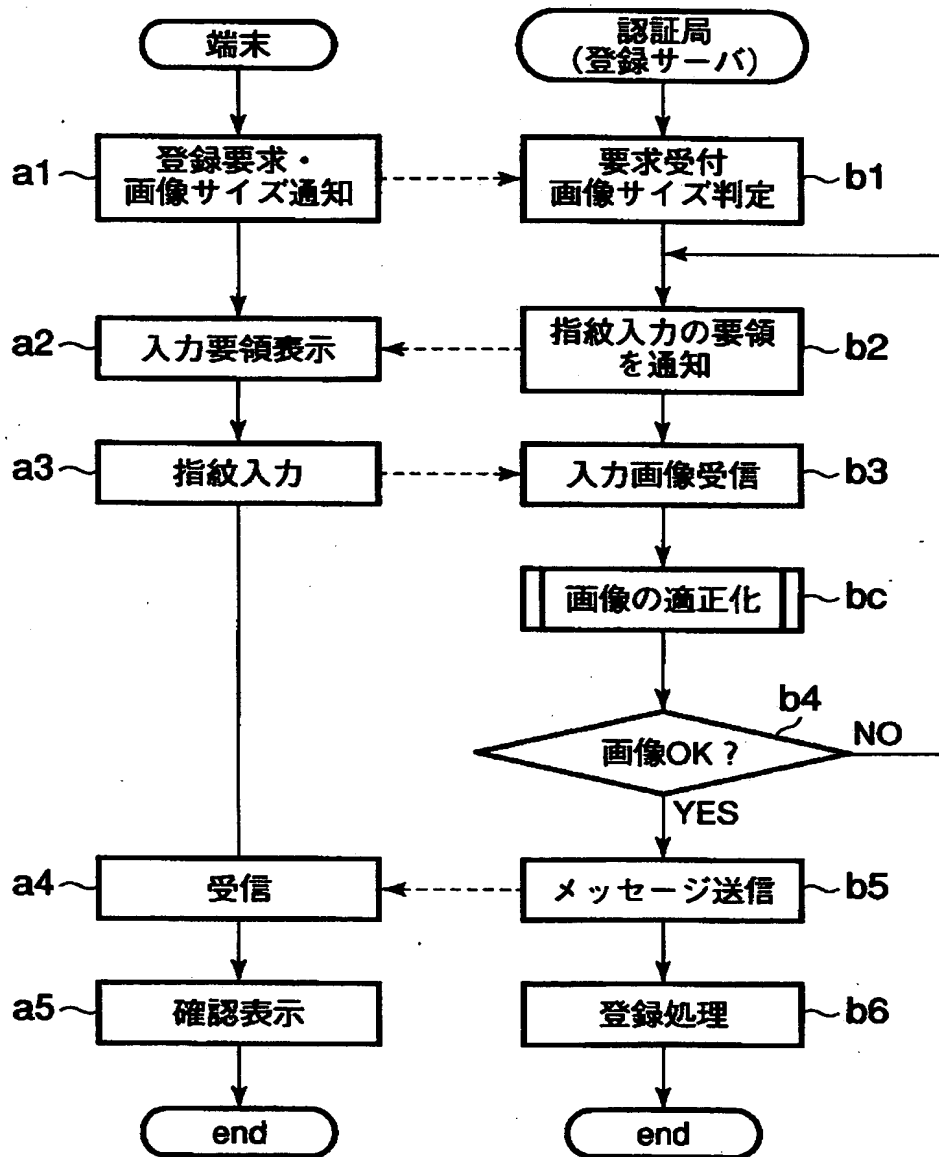 端末
認証局
(登録サーバ)
a1
登録要求・
画像サイズ通知
要求受付
画像サイズ判定
b1
a2
入力要領表示
指紋入力の要領
を通知
b2
a3
指紋入力
入力画像受信
b3
画像の適正化
bc
b4
画像OK?
NO
YES
a4
受信
メッセージ送信
b5
a5
確認表示
登録処理
b6
end
end